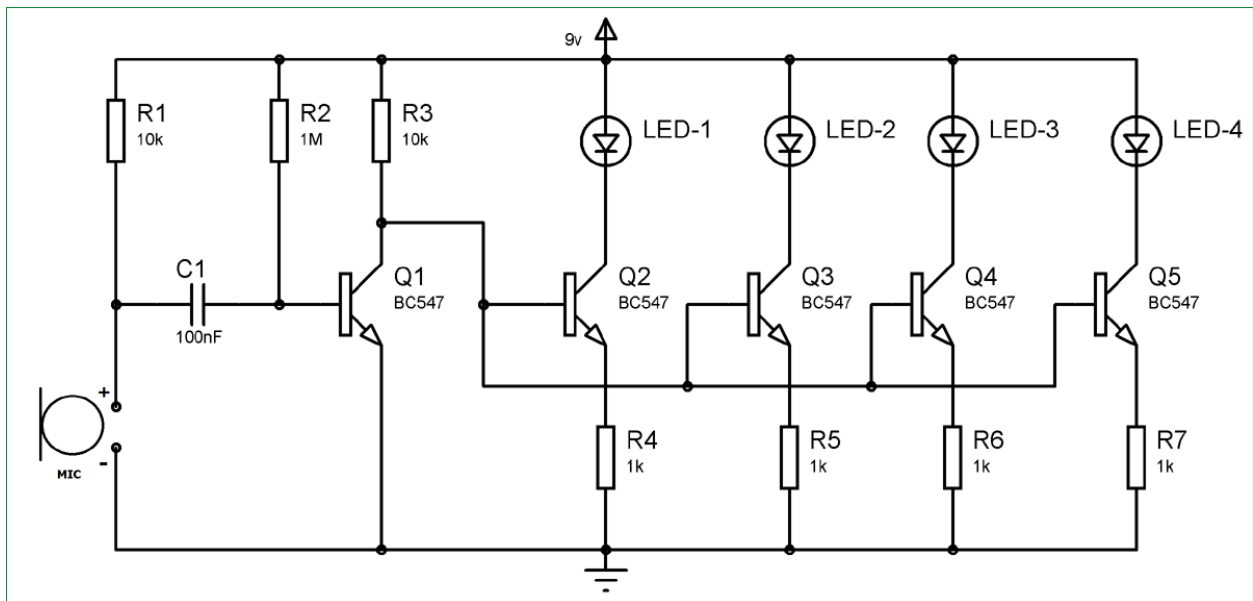 9v
R1
10k
R2
1M
R3
10k
LED-1
LED-2
LED-3
LED-4
C1
100nF
Q1
BC547
Q2
BC547
Q3
BC547
Q4
BC547
Q5
BC547
+
-
MIC
R4
1k
R5
1k
R6
1k
R7
1k